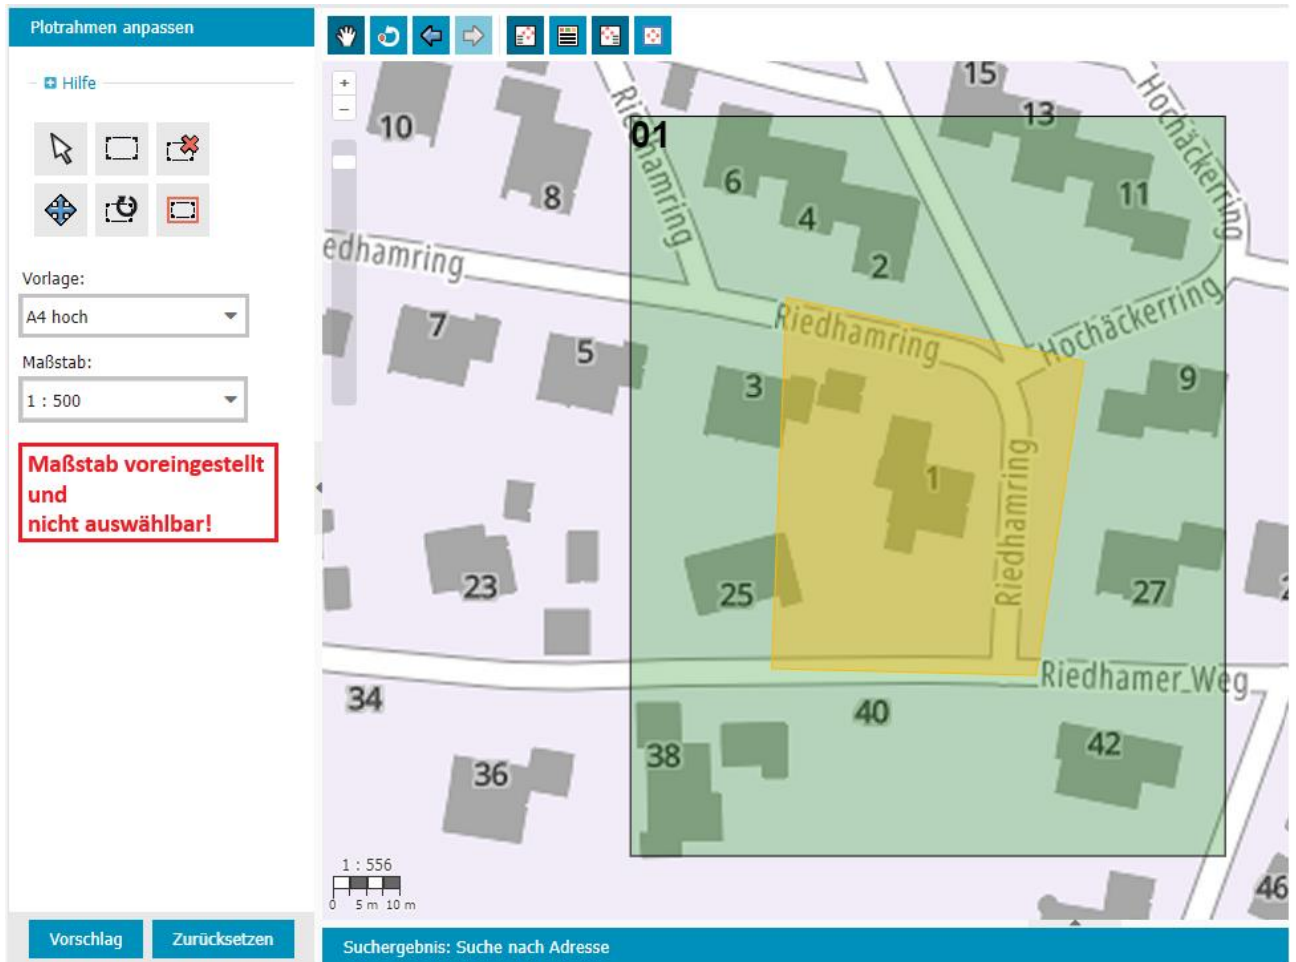 Plotrahmen anpassen
Hilfe
Vorlage:
A4 hoch
Maßstab:
1 : 500
Maßstab voreingestellt
und
nicht auswählbar!
Vorschlag
Zurücksetzen
+
–
01
10
8
6
4
2
15
13
11
Riedhamring
Hochäckerring
edhamring
7
5
3
Riedhamring
Hochäckerring
9
1
Riedhamring
23
25
27
34
40
Riedhamer Weg
36
38
42
46
1 : 556
0 5 m 10 m
Suchergebnis: Suche nach Adresse